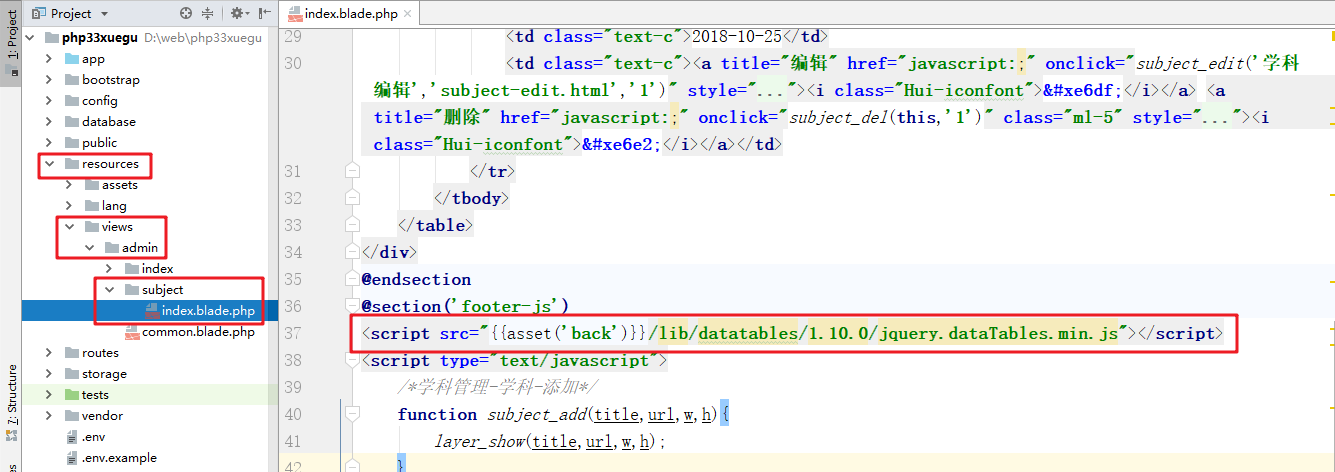 Project
index.blade.php
1: Project
7: Structure
php33xuegu D:\web\php33xuegu
app
bootstrap
config
database
public
resources
assets
lang
views
admin
index
subject
index.blade.php
common.blade.php
routes
storage
tests
vendor
.env
.env.example
29 <td class="text-c">2018-10-25</td>
30 <td class="text-c"><a title="编辑" href="javascript:;" onclick="subject_edit('学科
编辑','subject-edit.html','1')" style="..."><i class="Hui-iconfont">&#xe6df;</i></a> <a
title="删除" href="javascript:;" onclick="subject_del(this,'1')" class="ml-5" style="..."><i
class="Hui-iconfont">&#xe6e2;</i></a></td>
31 </tr>
32 </tbody>
33 </table>
34 </div>
35 @endsection
36 @section('footer-js')
37 <script src="{{asset('back')}}/lib/datatables/1.10.0/jquery.dataTables.min.js"></script>
38 <script type="text/javascript">
39 /*学科管理-学科-添加*/
40 function subject_add(title,url,w,h){
41 layer_show(title,url,w,h);
42 }